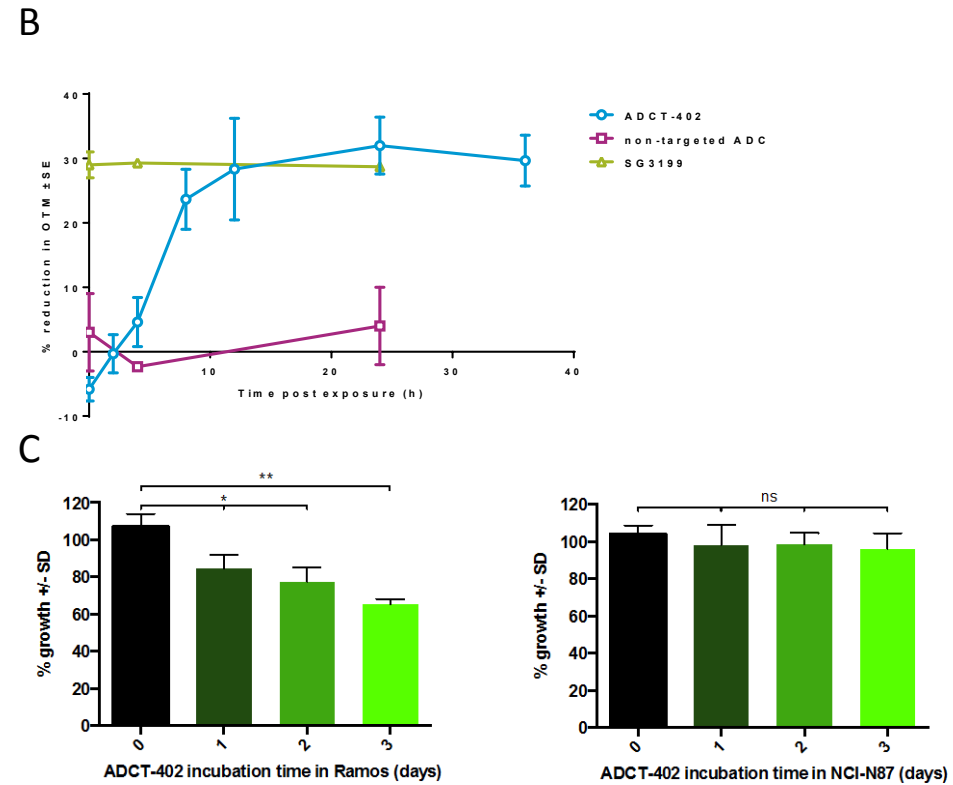 B
% reduction in OTM ±SE
40
30
20
10
0
-10
10 20 30 40
Time post exposure (h)
ADCT-402
non-targeted ADC
SG3199
C
% growth +/- SD
120
100
80
60
40
20
0
**
*
0 1 2 3
ADCT-402 incubation time in Ramos (days)
% growth +/- SD
120
100
80
60
40
20
0
ns
0 1 2 3
ADCT-402 incubation time in NCI-N87 (days)